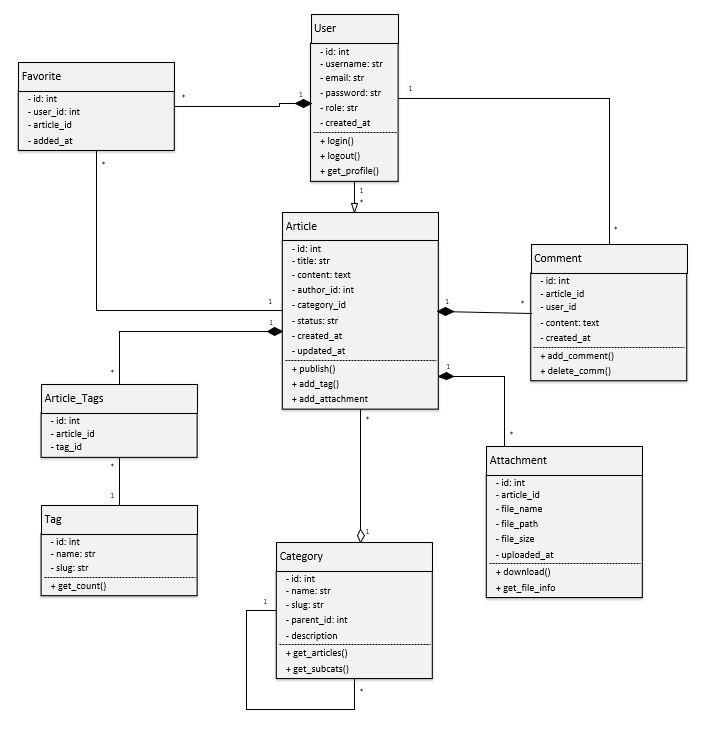 User
- id: int
- username: str
- email: str
- password: str
- role: str
- created_at
+ login()
+ logout()
+ get_profile()
Favorite
- id: int
- user_id: int
- article_id
- added_at
*
1
1
*
1
*
*
1
Article
- id: int
- title: str
- content: text
- author_id: int
- category_id
- status: str
- created_at
- updated_at
+ publish()
+ add_tag()
+ add_attachment
Comment
- id: int
- article_id
- user_id
- content: text
- created_at
+ add_comment()
+ delete_comm()
1
*
1
*
1
*
Article_Tags
- id: int
- article_id
- tag_id
*
1
Tag
- id: int
- name: str
- slug: str
+ get_count()
Attachment
- id: int
- article_id
- file_name
- file_path
- file_size
- uploaded_at
+ download()
+ get_file_info
*
1
Category
- id: int
- name: str
- slug: str
- parent_id: int
- description
+ get_articles()
+ get_subcats()
1
*